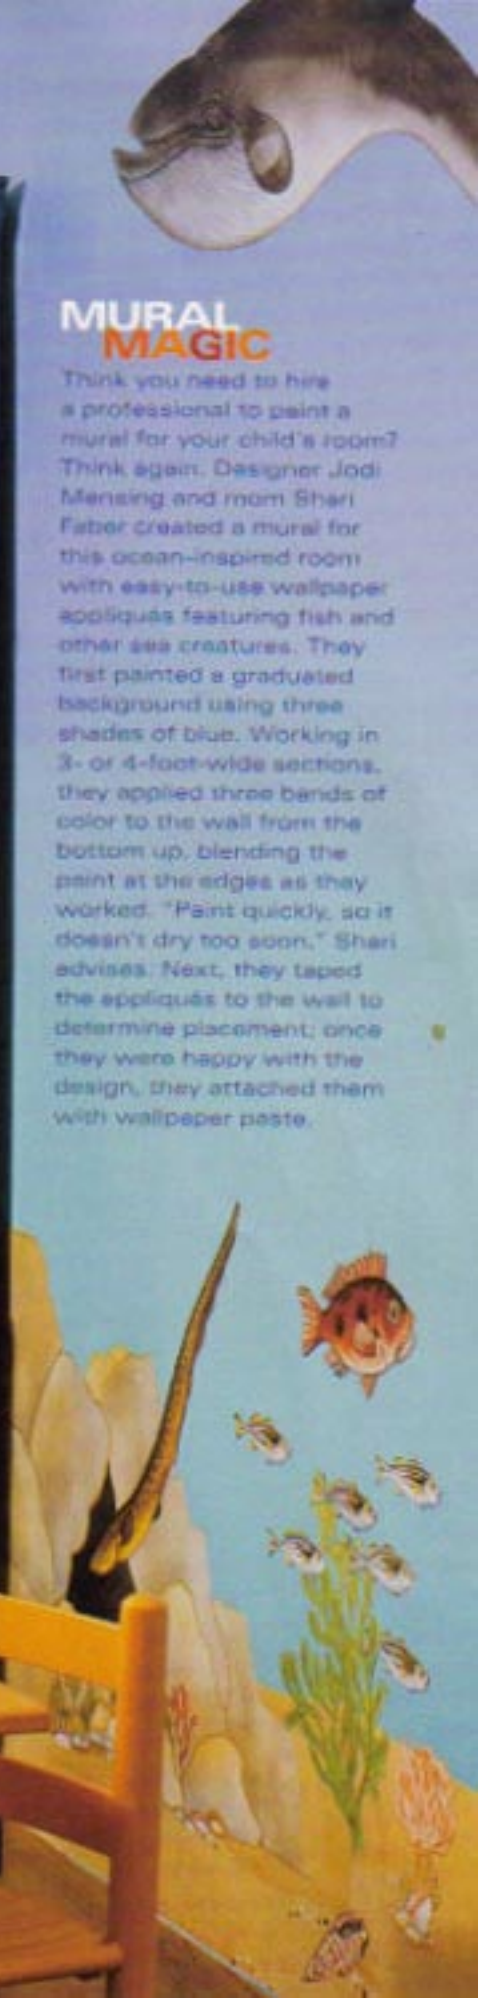 MURAL
MAGIC
Think you need to hire
a professional to paint a
mural for your child's room?
Think again. Designer Jodi
Mensing and mom Shari
Faber created a mural for
this ocean-inspired room
with easy-to-use wallpaper
appliqués featuring fish and
other sea creatures. They
first painted a graduated
background using three
shades of blue. Working in
3- or 4-foot-wide sections,
they applied three bands of
color to the wall from the
bottom up, blending the
paint at the edges as they
worked. "Paint quickly, so it
doesn't dry too soon," Shari
advises. Next, they taped
the appliqués to the wall to
determine placement; once
they were happy with the
design, they attached them
with wallpaper paste.